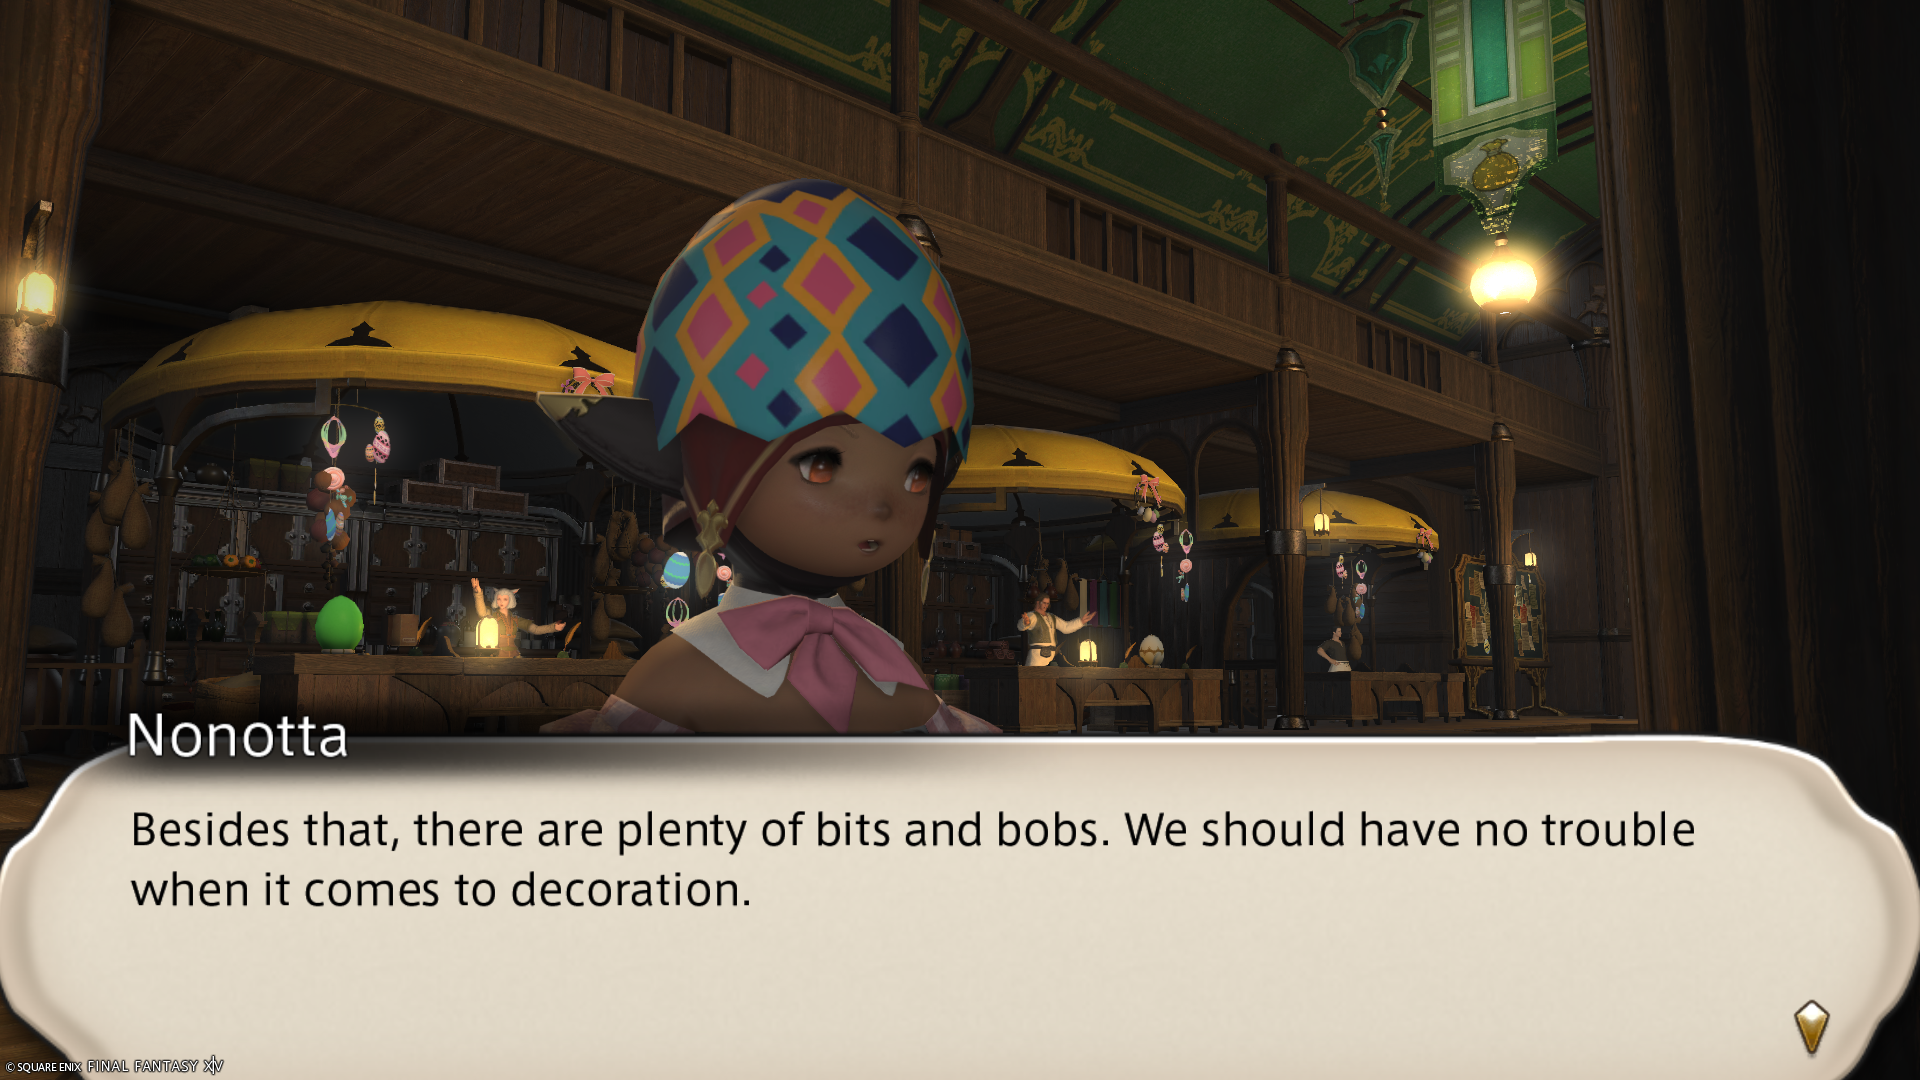 Nonotta
Besides that, there are plenty of bits and bobs. We should have no trouble
when it comes to decoration.
© SQUARE ENIX FINAL FANTASY XIV